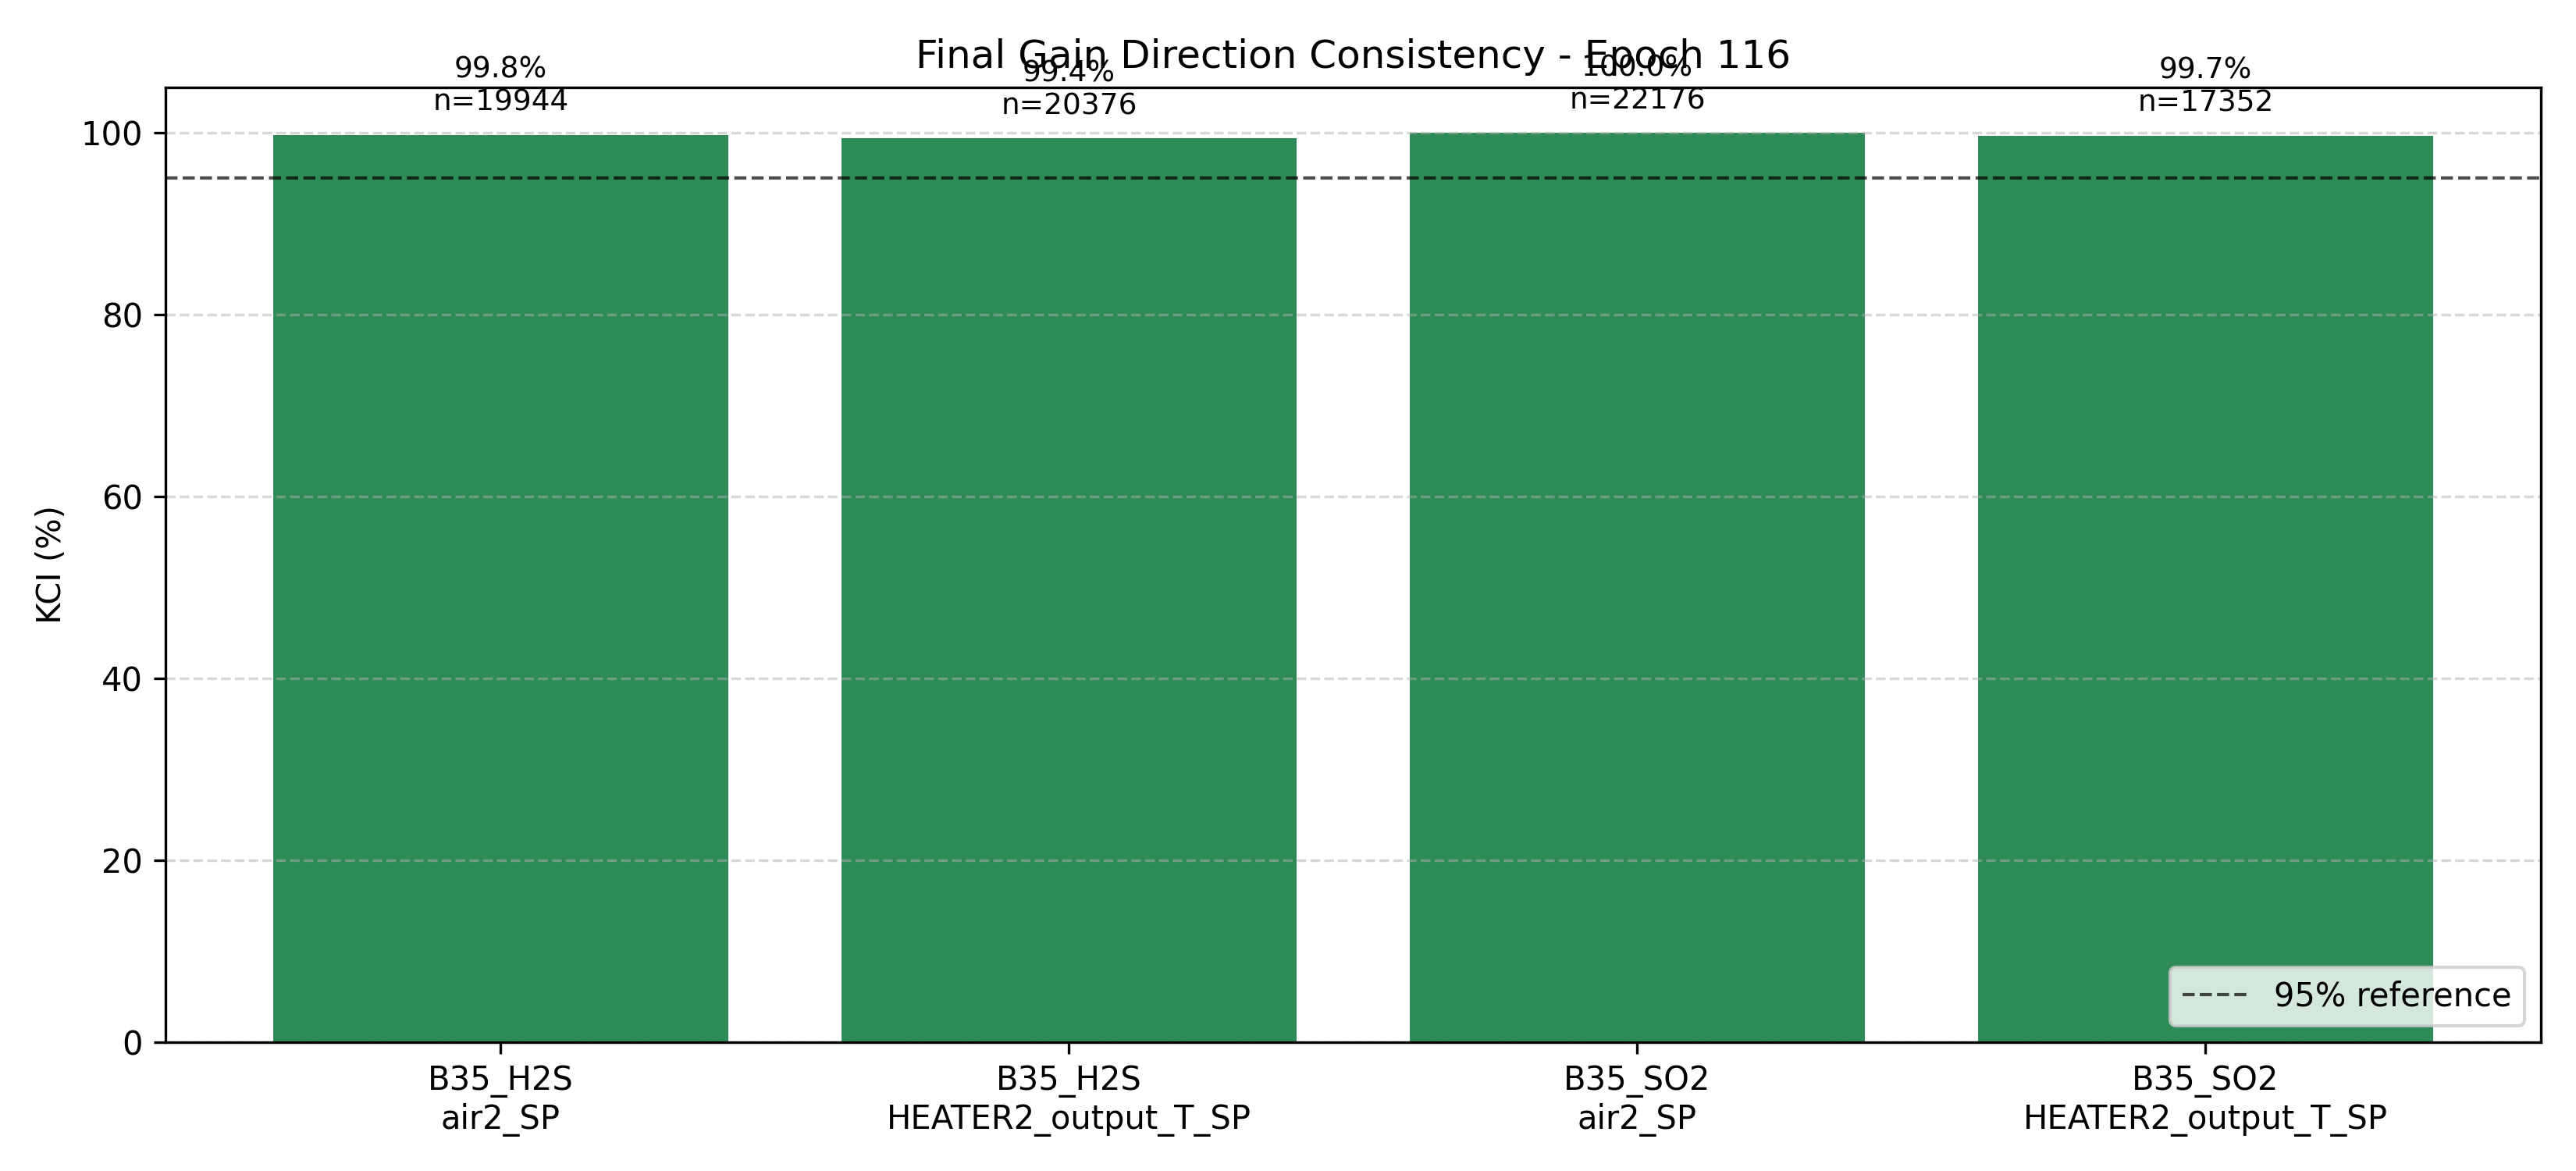 Final Gain Direction Consistency - Epoch 116
99.8%
n=19944
99.4%
n=20376
100.0%
n=22176
99.7%
n=17352
KCI (%)
100
80
60
40
20
0
95% reference
B35_H2S
air2_SP
B35_H2S
HEATER2_output_T_SP
B35_SO2
air2_SP
B35_SO2
HEATER2_output_T_SP